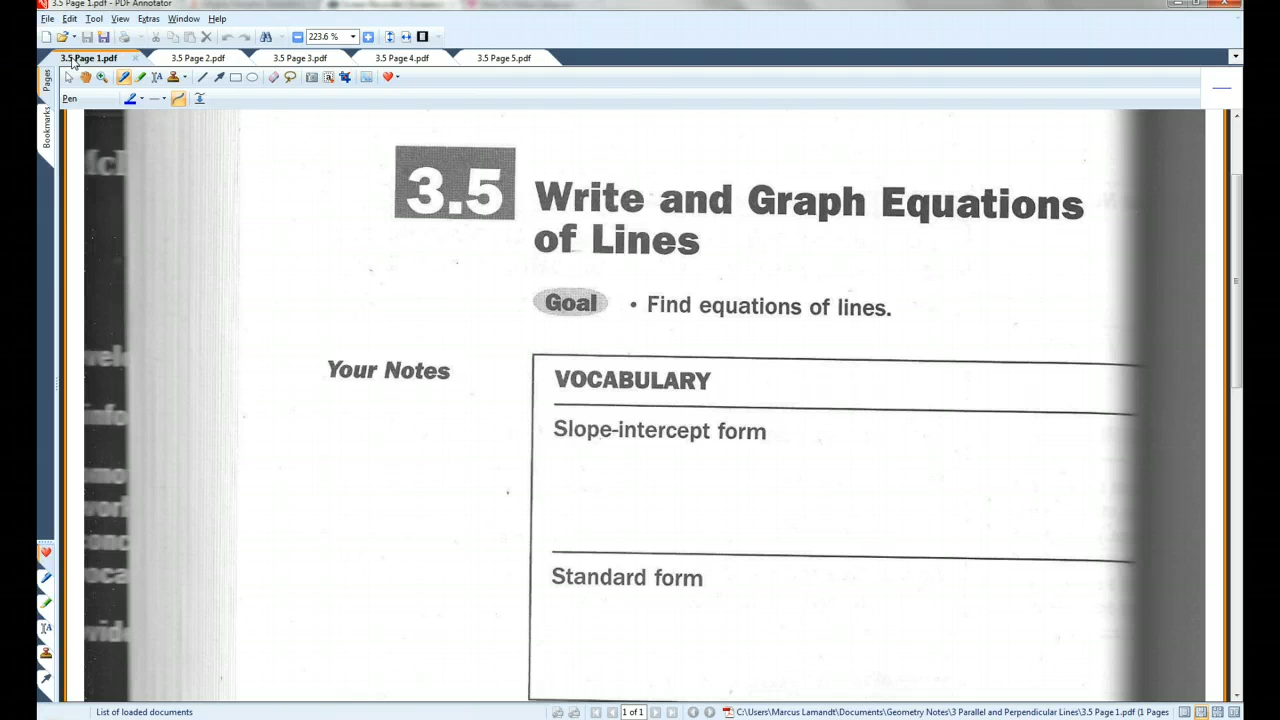 3.5 Page 1.pdf - PDF Annotator
File Edit Tool View Extras Window Help
223.6 %
3.5 Page 1.pdf 3.5 Page 2.pdf 3.5 Page 3.pdf 3.5 Page 4.pdf 3.5 Page 5.pdf
Pen
Pages
Bookmarks
3.5 Write and Graph Equations
of Lines
Goal • Find equations of lines.
Your Notes
VOCABULARY
Slope-intercept form
Standard form
List of loaded documents
1 of 1
C:\Users\Marcus Lamandt\Documents\Geometry Notes\3 Parallel and Perpendicular Lines\3.5 Page 1.pdf (1 Pages